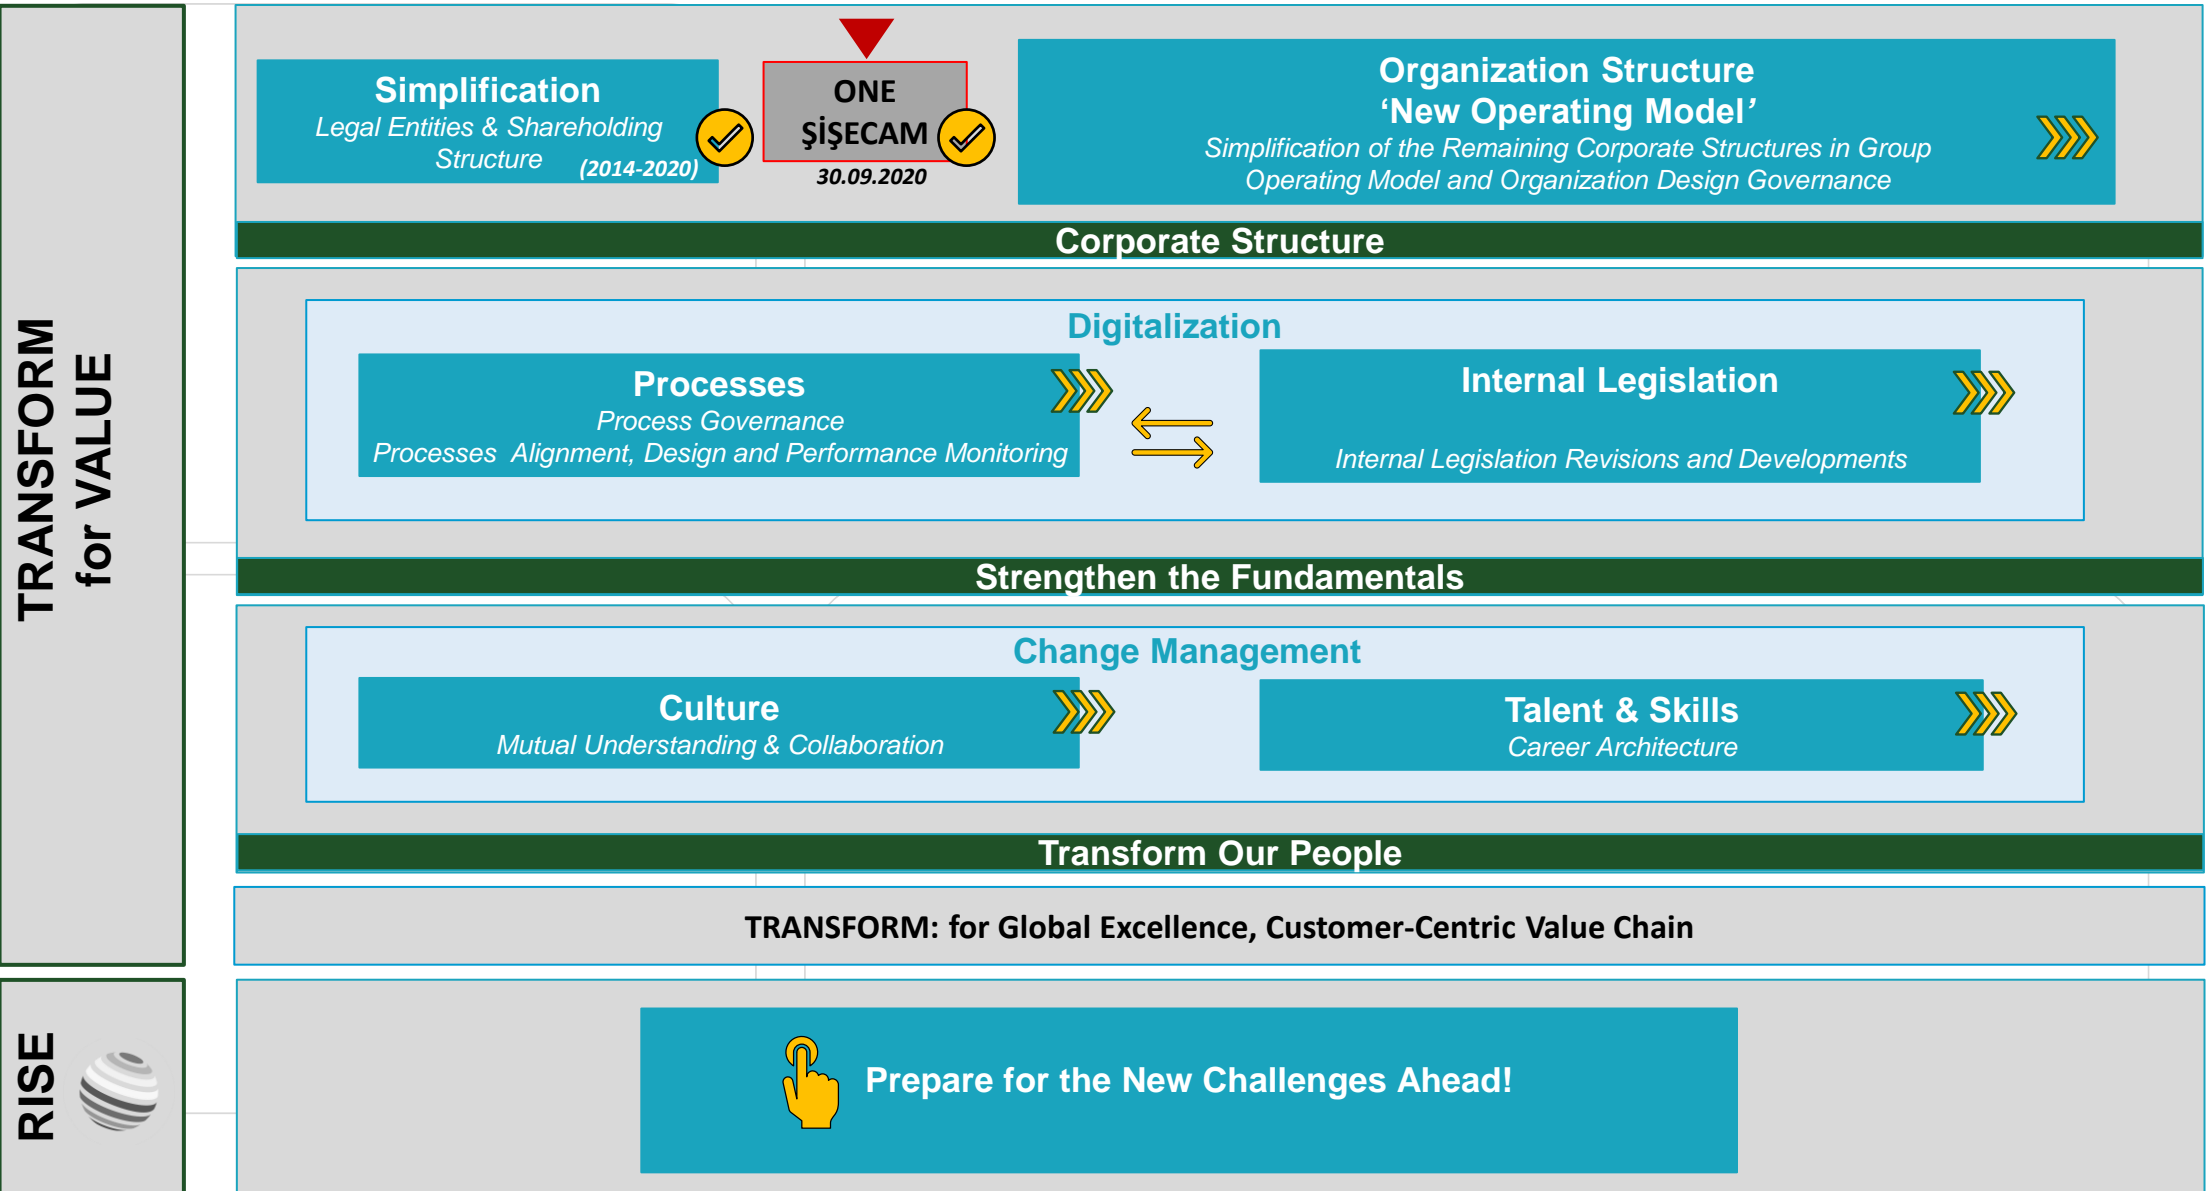 TRANSFORM
for VALUE
Simplification
Legal Entities & Shareholding
Structure (2014-2020)
ONE
ŞİŞECAM
30.09.2020
Organization Structure
‘New Operating Model’
Simplification of the Remaining Corporate Structures in Group
Operating Model and Organization Design Governance
Corporate Structure
Digitalization
Processes
Process Governance
Processes Alignment, Design and Performance Monitoring
Internal Legislation
Internal Legislation Revisions and Developments
Strengthen the Fundamentals
Change Management
Culture
Mutual Understanding & Collaboration
Talent & Skills
Career Architecture
Transform Our People
TRANSFORM: for Global Excellence, Customer-Centric Value Chain
RISE
Prepare for the New Challenges Ahead!